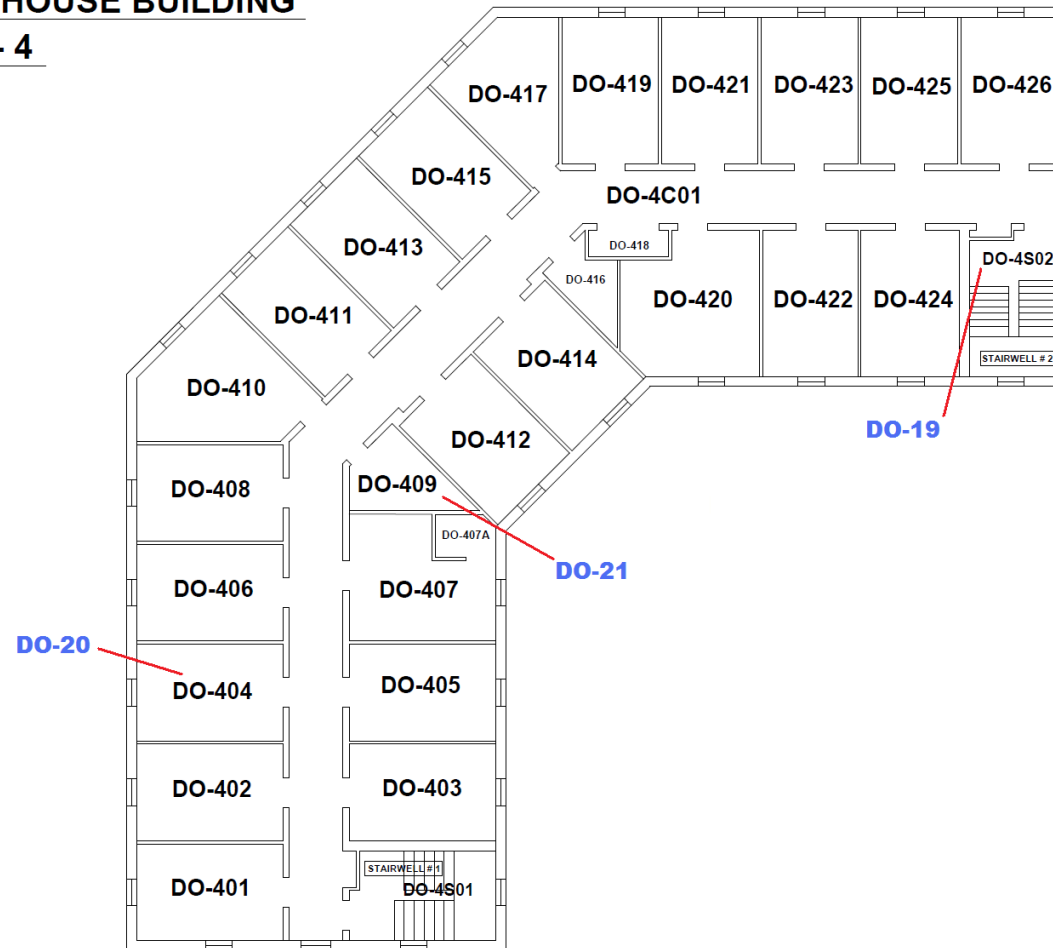 HOUSE BUILDING
- 4
DO-417
DO-419
DO-421
DO-423
DO-425
DO-426
DO-415
DO-4C01
DO-413
DO-418
DO-4S02
DO-416
DO-411
DO-420
DO-422
DO-424
DO-414
STAIRWELL # 2
DO-410
DO-19
DO-412
DO-408
DO-409
DO-407A
DO-21
DO-406
DO-407
DO-20
DO-404
DO-405
DO-402
DO-403
STAIRWELL # 1
DO-401
DO-4S01